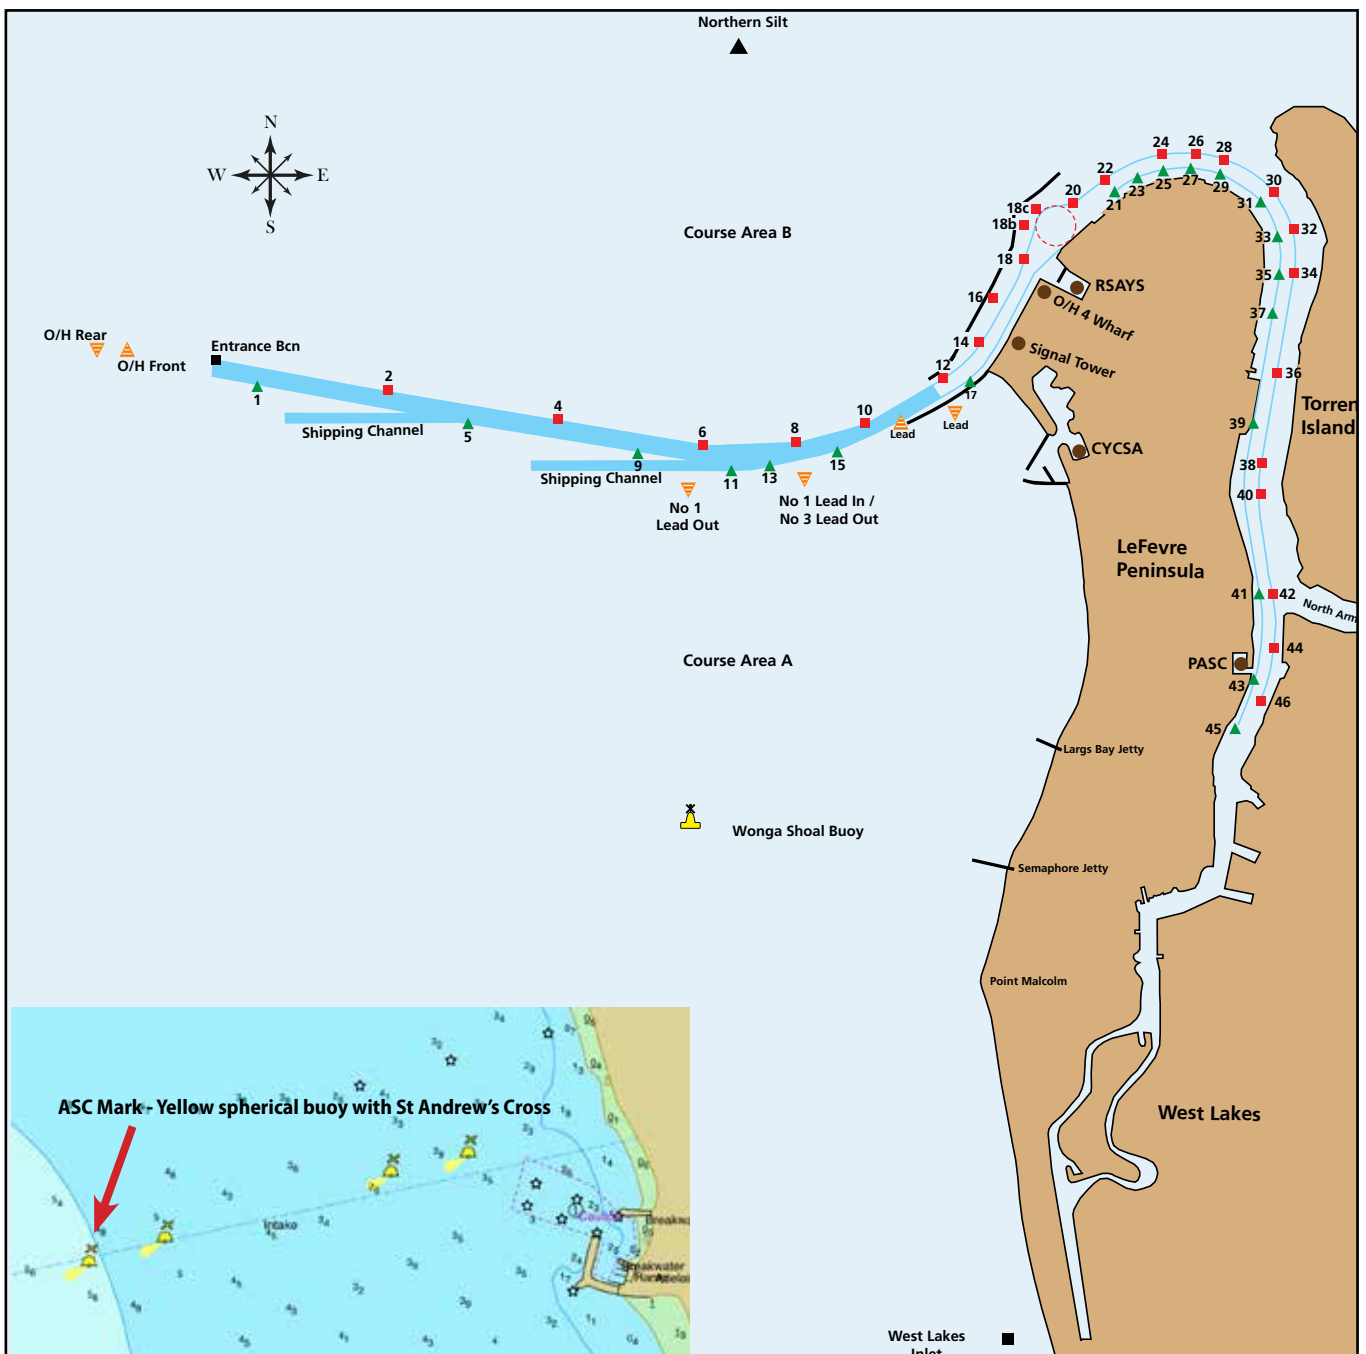 Northern Silt
N
W
E
S
24
26
28
22
30
20
18c
21
23
25
27
29
31
18b
Course Area B
33
32
18
35
34
RSAYS
16
O/H 4 Wharf
37
O/H Rear
Entrance Bcn
14
Signal Tower
O/H Front
12
36
2
1
17
4
10
Torren
Island
Shipping Channel
5
6
8
Lead
Lead
39
CYCSA
9
15
38
Shipping Channel
11
13
40
No 1
Lead Out
No 1 Lead In /
No 3 Lead Out
LeFevre
Peninsula
41
42
North Arm
44
Course Area A
PASC
43
46
45
Largs Bay Jetty
Wonga Shoal Buoy
Semaphore Jetty
Point Malcolm
ASC Mark - Yellow spherical buoy with St Andrew's Cross
West Lakes
Intake
Breakwater
West Lakes
Inlet